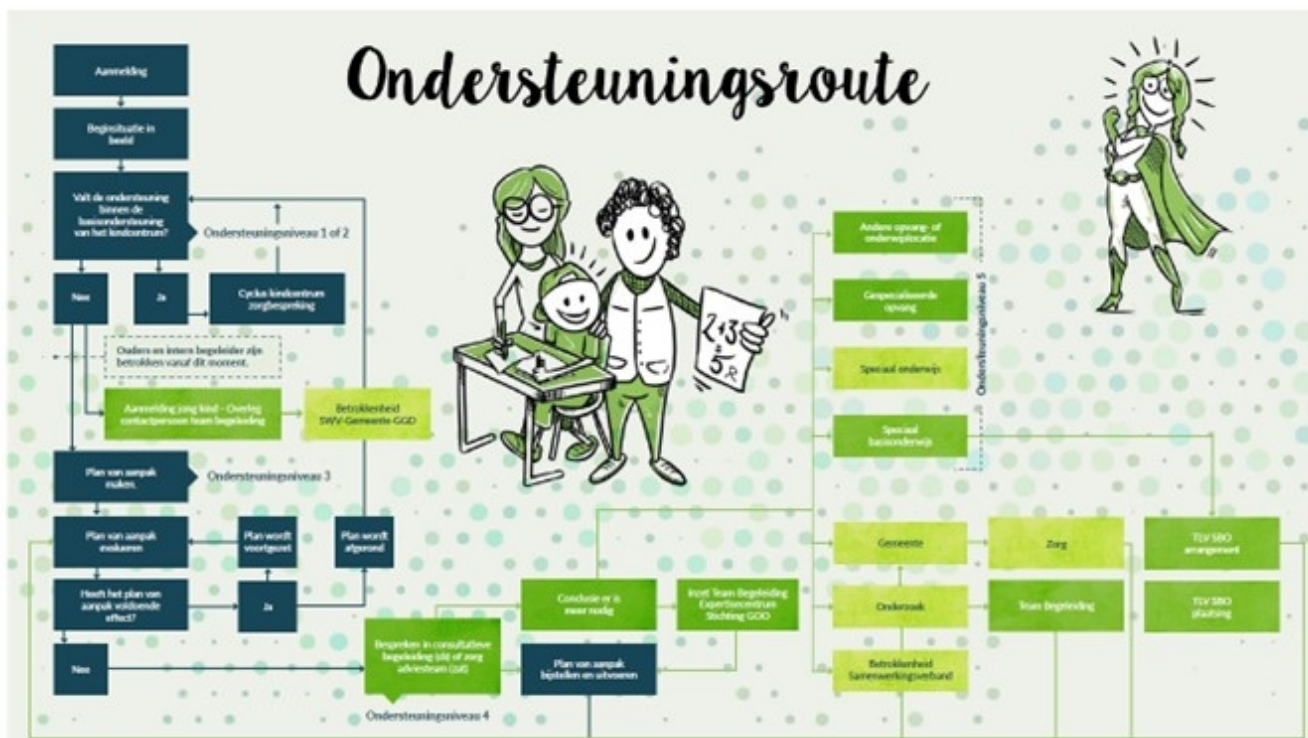 Ondersteuningsroute
Aanmelding
Beginsituatie in
beeld
Valt de ondersteuning
binnen de
basisondersteuning
van het kindcentrum?
Ondersteuningsniveau 1 of 2
Nee
Ja
Cyclus kindcentrum
zorgbespreking
Ouders en intern begeleider zijn
betrokken vanaf dit moment.
Aanmelding jong kind - Overleg
contactpersoon team begeleiding
Betrokkenheid
SWV-Gemeente-GGD
Plan van aanpak
maken.
Ondersteuningsniveau 3
Plan van aanpak
evalueren
Plan wordt
voortgezet
Plan wordt
afgerond
Heeft het plan van
aanpak voldoende
effect?
Ja
Nee
Bespreken in consultatieve
begeleiding (cb) of zorg
adviesteam (zat)
Ondersteuningsniveau 4
Conclusie er is
meer nodig
Inzet Team Begeleiding
Expertisecentrum
Stichting GOO
Plan van aanpak
bijstellen en uitvoeren
2+3
=
5
R
Andere opvang- of
onderwijslocatie
Gespecialiseerde
opvang
Speciaal onderwijs
Speciaal
basisonderwijs
Ondersteuningsniveau 5
Gemeente
Zorg
Onderzoek
Team Begeleiding
Betrokkenheid
Samenwerkingsverband
TLV SBO
arrangement
TLV SBO
plaatsing